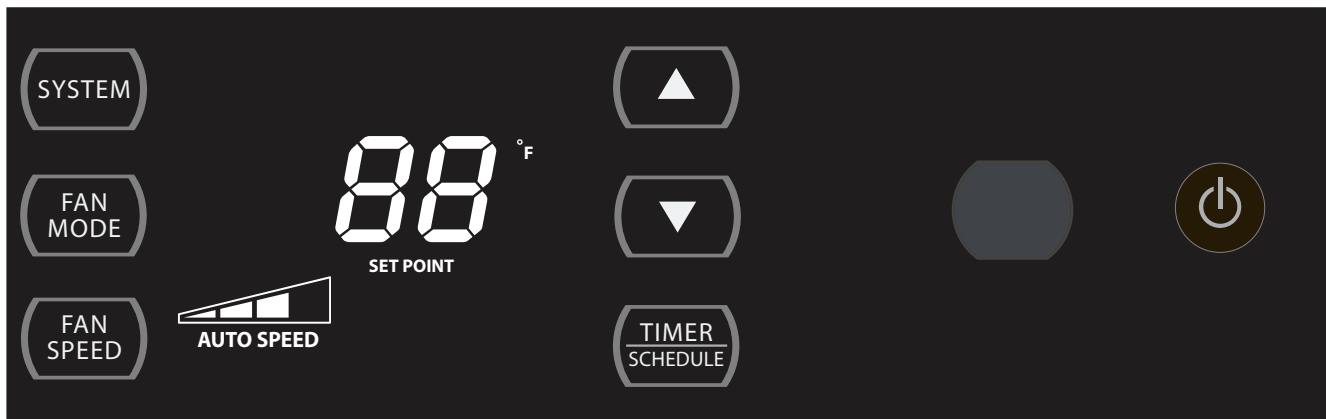 SYSTEM
FAN
MODE
FAN
SPEED
88
°F
SET POINT
AUTO SPEED
TIMER
SCHEDULE